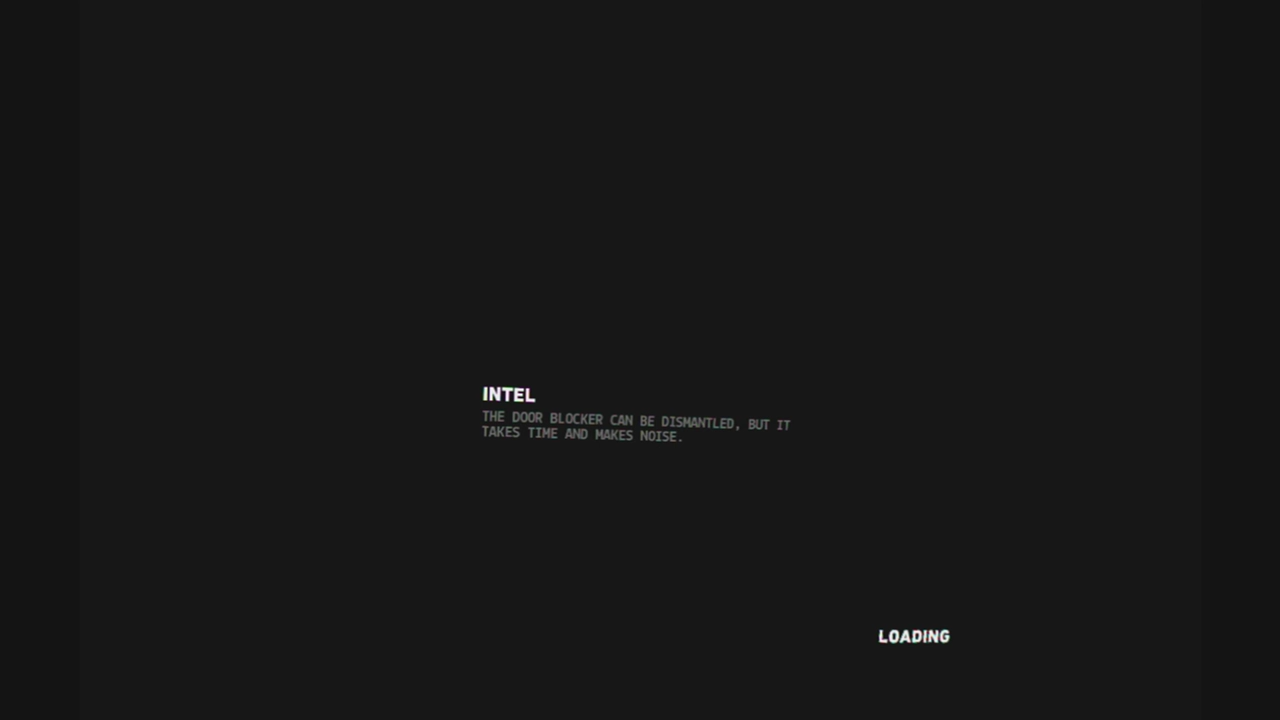 INTEL
THE DOOR BLOCKER CAN BE DISMANTLED, BUT IT
TAKES TIME AND MAKES NOISE.
LOADING